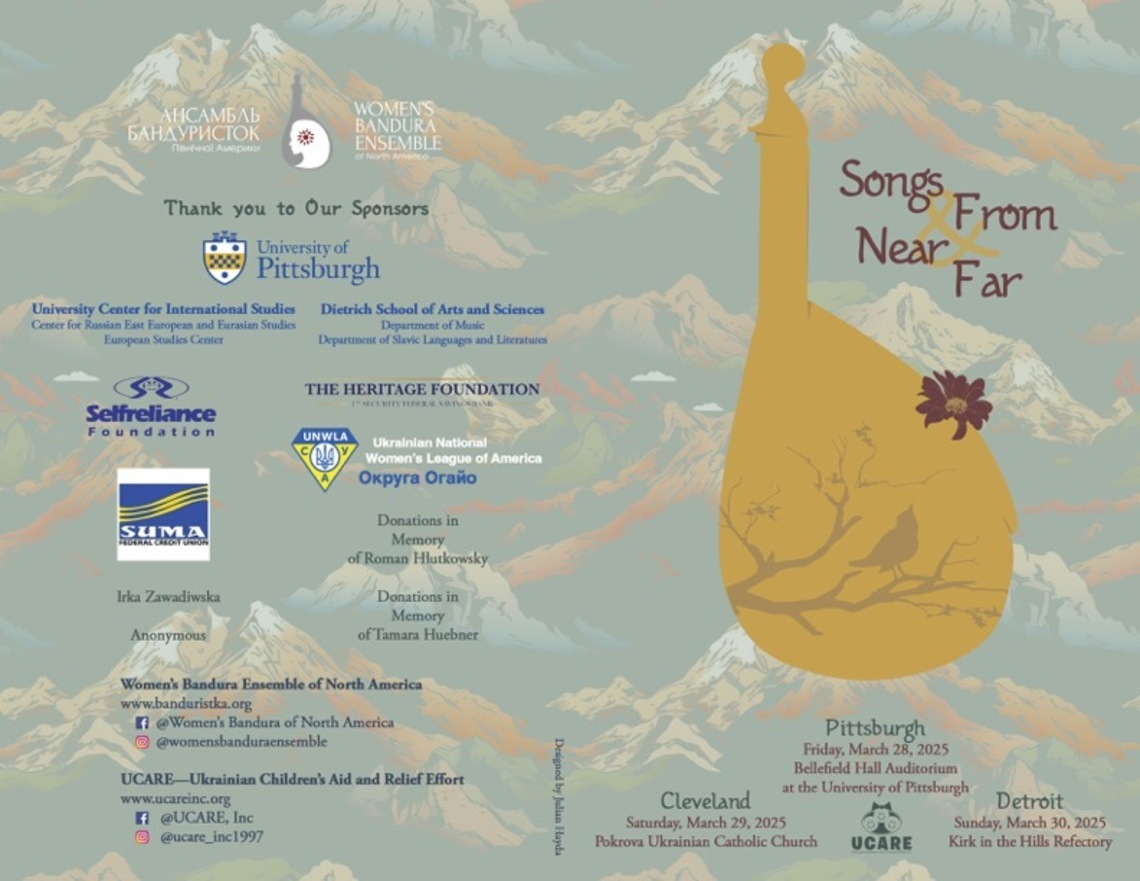 АНСАМБЛЬ
БАНДУРИСТОК
Північної Америки
WOMEN'S
BANDURA
ENSEMBLE
of North America
Thank you to Our Sponsors
University of
Pittsburgh
University Center for International Studies
Center for Russian East European and Eurasian Studies
European Studies Center
Dietrich School of Arts and Sciences
Department of Music
Department of Slavic Languages and Literatures
Selfreliance
Foundation
THE HERITAGE FOUNDATION
1ST SECURITY FEDERAL SAVINGS BANK
UNWLA
С У
А
Ukrainian National
Women's League of America
Округа Огайо
SUMA
FEDERAL CREDIT UNION
Donations in
Memory
of Roman Hlutkowsky
Irka Zawadiwska
Anonymous
Donations in
Memory
of Tamara Huebner
Women's Bandura Ensemble of North America
www.banduristka.org
@Women's Bandura of North America
@womensbanduraensemble
UCARE—Ukrainian Children's Aid and Relief Effort
www.ucareinc.org
@UCARE, Inc
@ucare_inc1997
Designed by Julian Hayda
Songs
& From
Near
Far
Pittsburgh
Friday, March 28, 2025
Bellefield Hall Auditorium
at the University of Pittsburgh
Cleveland
Saturday, March 29, 2025
Pokrova Ukrainian Catholic Church
UCARE
Detroit
Sunday, March 30, 2025
Kirk in the Hills Refectory